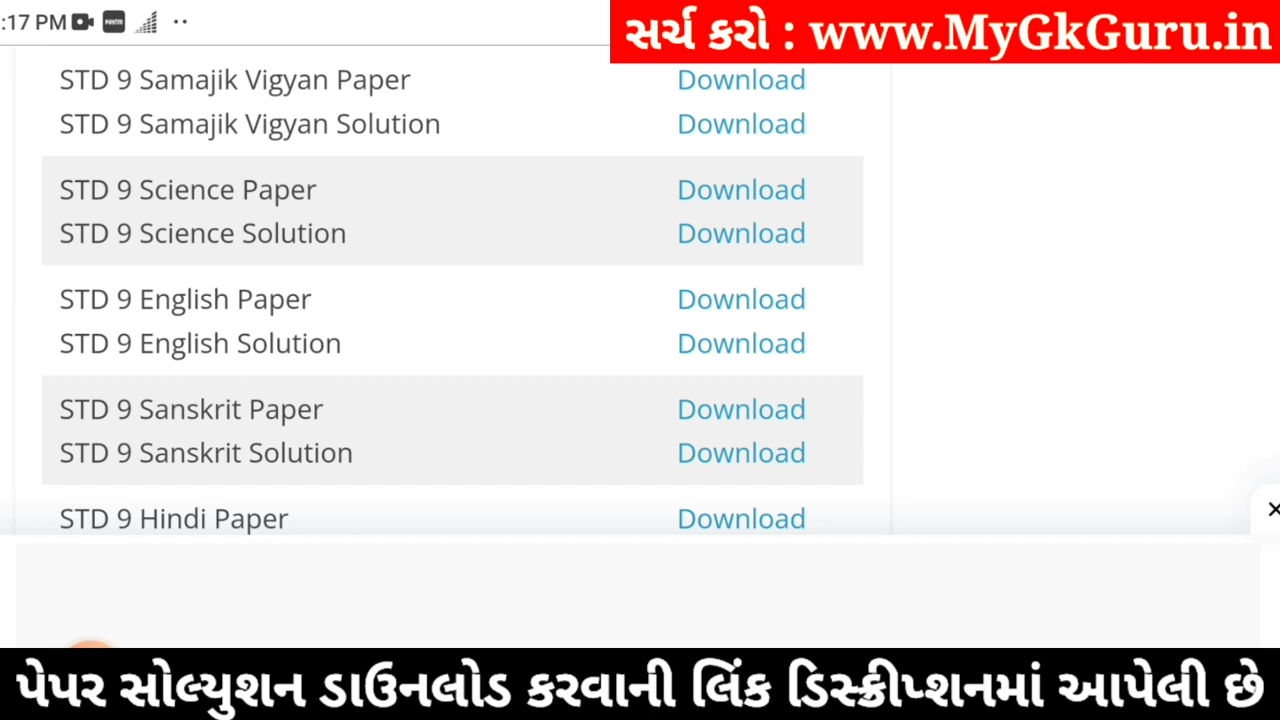 :17 PM
સર્ચ કરો : www.MyGkGuru.in
STD 9 Samajik Vigyan Paper Download
STD 9 Samajik Vigyan Solution Download
STD 9 Science Paper Download
STD 9 Science Solution Download
STD 9 English Paper Download
STD 9 English Solution Download
STD 9 Sanskrit Paper Download
STD 9 Sanskrit Solution Download
STD 9 Hindi Paper Download
પેપર સોલ્યુશન ડાઉનલોડ કરવાની લિંક ડિસ્ક્રીપ્શનમાં આપેલી છે